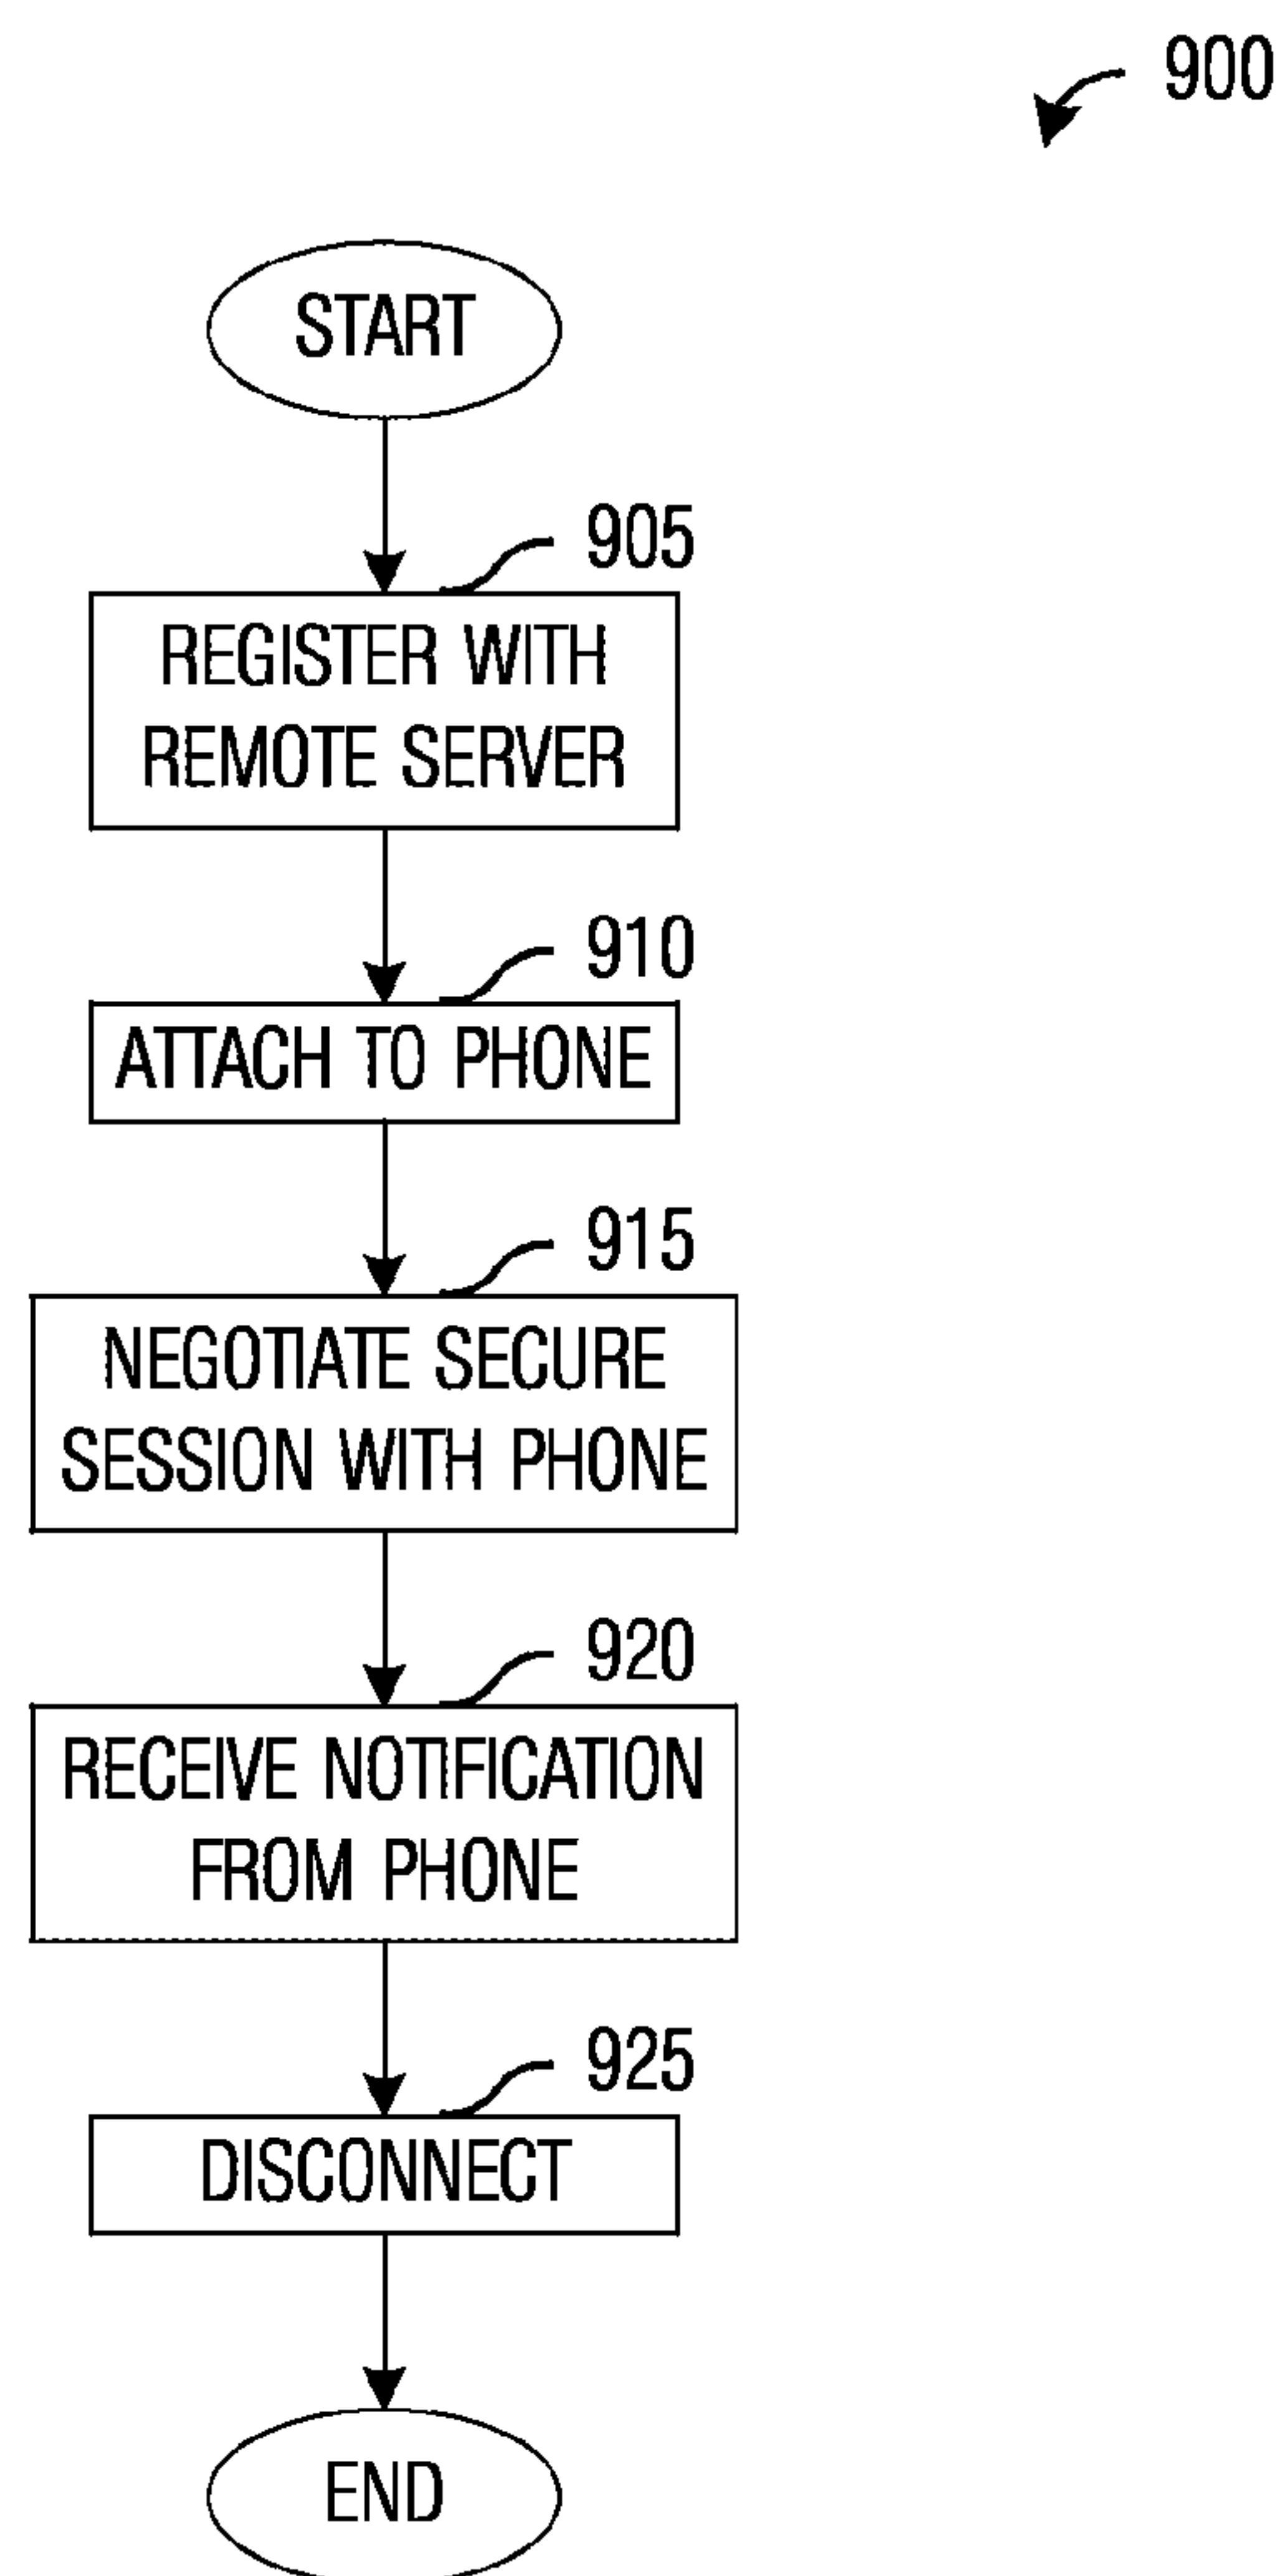 900
START
905
REGISTER WITH
REMOTE SERVER
910
ATTACH TO PHONE
915
NEGOTIATE SECURE
SESSION WITH PHONE
920
RECEIVE NOTIFICATION
FROM PHONE
925
DISCONNECT
END